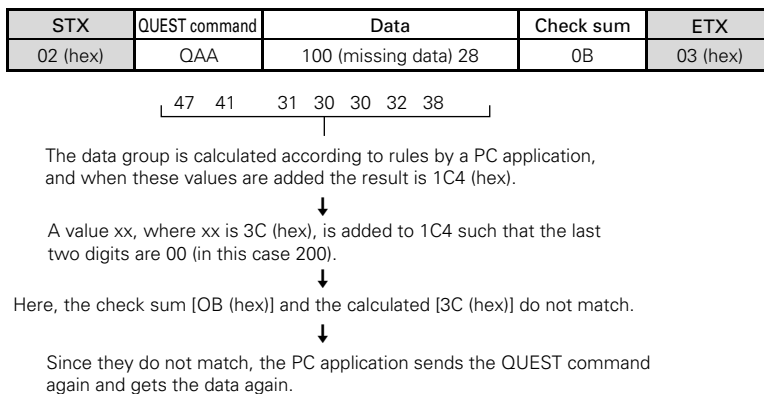 STX QUEST command Data Check sum ETX
02 (hex) QAA 100 (missing data) 28 0B 03 (hex)
47 41 31 30 30 32 38
The data group is calculated according to rules by a PC application,
and when these values are added the result is 1C4 (hex).
A value xx, where xx is 3C (hex), is added to 1C4 such that the last
two digits are 00 (in this case 200).
Here, the check sum [OB (hex)] and the calculated [3C (hex)] do not match.
Since they do not match, the PC application sends the QUEST command
again and gets the data again.